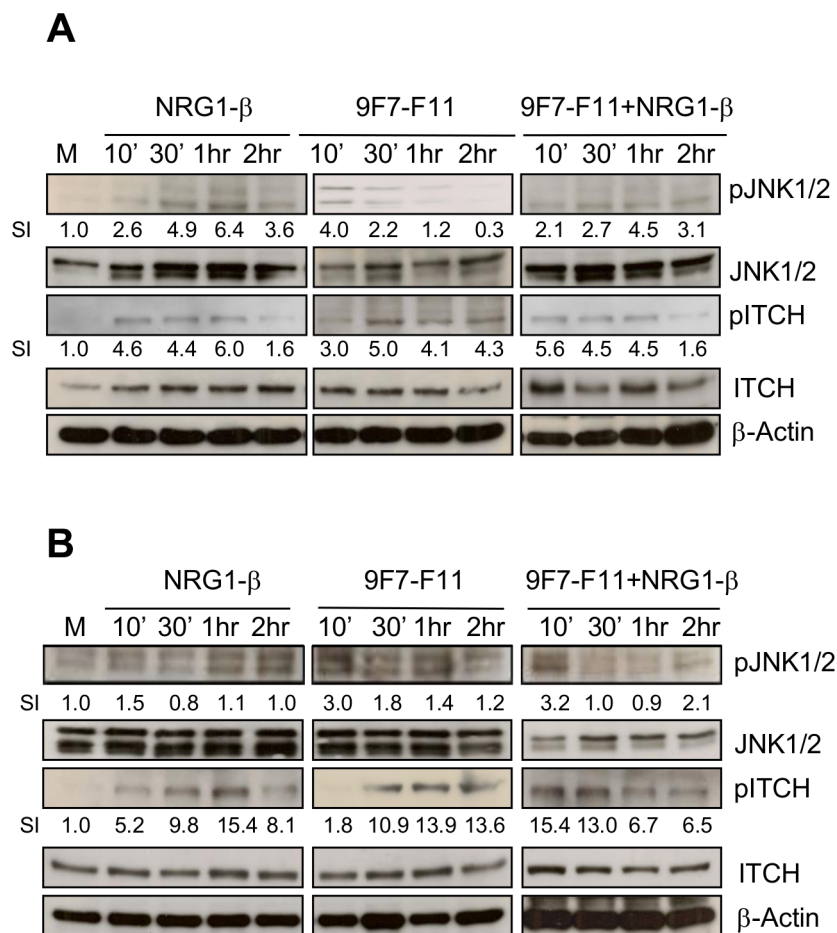 A
NRG1-β 9F7-F11 9F7-F11+NRG1-β
M 10' 30' 1hr 2hr 10' 30' 1hr 2hr 10' 30' 1hr 2hr
pJNK1/2
SI 1.0 2.6 4.9 6.4 3.6 4.0 2.2 1.2 0.3 2.1 2.7 4.5 3.1
JNK1/2
pITCH
SI 1.0 4.6 4.4 6.0 1.6 3.0 5.0 4.1 4.3 5.6 4.5 4.5 1.6
ITCH
β-Actin
B
NRG1-β 9F7-F11 9F7-F11+NRG1-β
M 10' 30' 1hr 2hr 10' 30' 1hr 2hr 10' 30' 1hr 2hr
pJNK1/2
SI 1.0 1.5 0.8 1.1 1.0 3.0 1.8 1.4 1.2 3.2 1.0 0.9 2.1
JNK1/2
pITCH
SI 1.0 5.2 9.8 15.4 8.1 1.8 10.9 13.9 13.6 15.4 13.0 6.7 6.5
ITCH
β-Actin